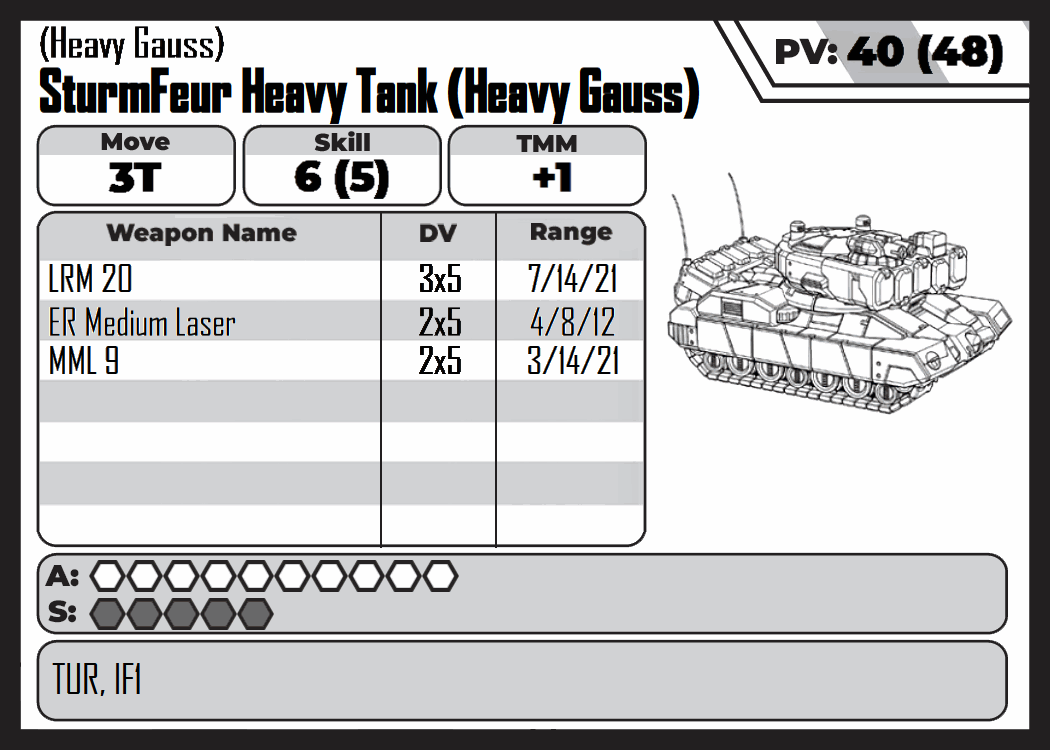 (Heavy Gauss)
SturmFeur Heavy Tank (Heavy Gauss)
PV: 40 (48)
Move Skill TMM
3T 6 (5) +1
Weapon Name DV Range
LRM 20 3x5 7/14/21
ER Medium Laser 2x5 4/8/12
MML 9 2x5 3/14/21
A:
S:
TUR, IF1